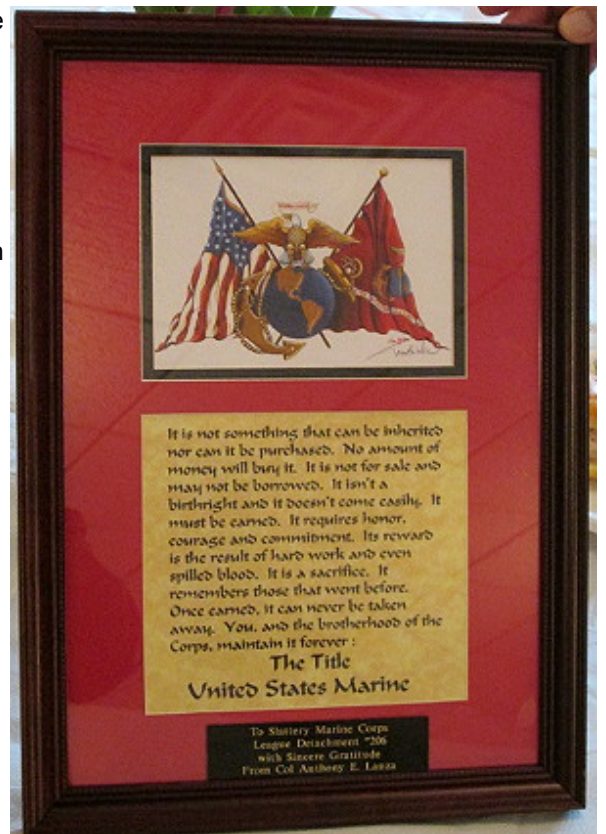 It is not something that can be inherited
nor can it be purchased. No amount of
money will buy it. It is not for sale and
may not be borrowed. It isn't a
birthright and it doesn't come easily. It
must be earned. It requires honor,
courage and commitment. Its reward
is the result of hard work and even
spilled blood. It is a sacrifice. It
remembers those that went before.
Once earned, it can never be taken
away. You, and the brotherhood of the
Corps, maintain it forever :
The Title
United States Marine
To Slattery Marine Corps
League Detachment #206
with Sincere Gratitude
From Col Anthony E. Lanza